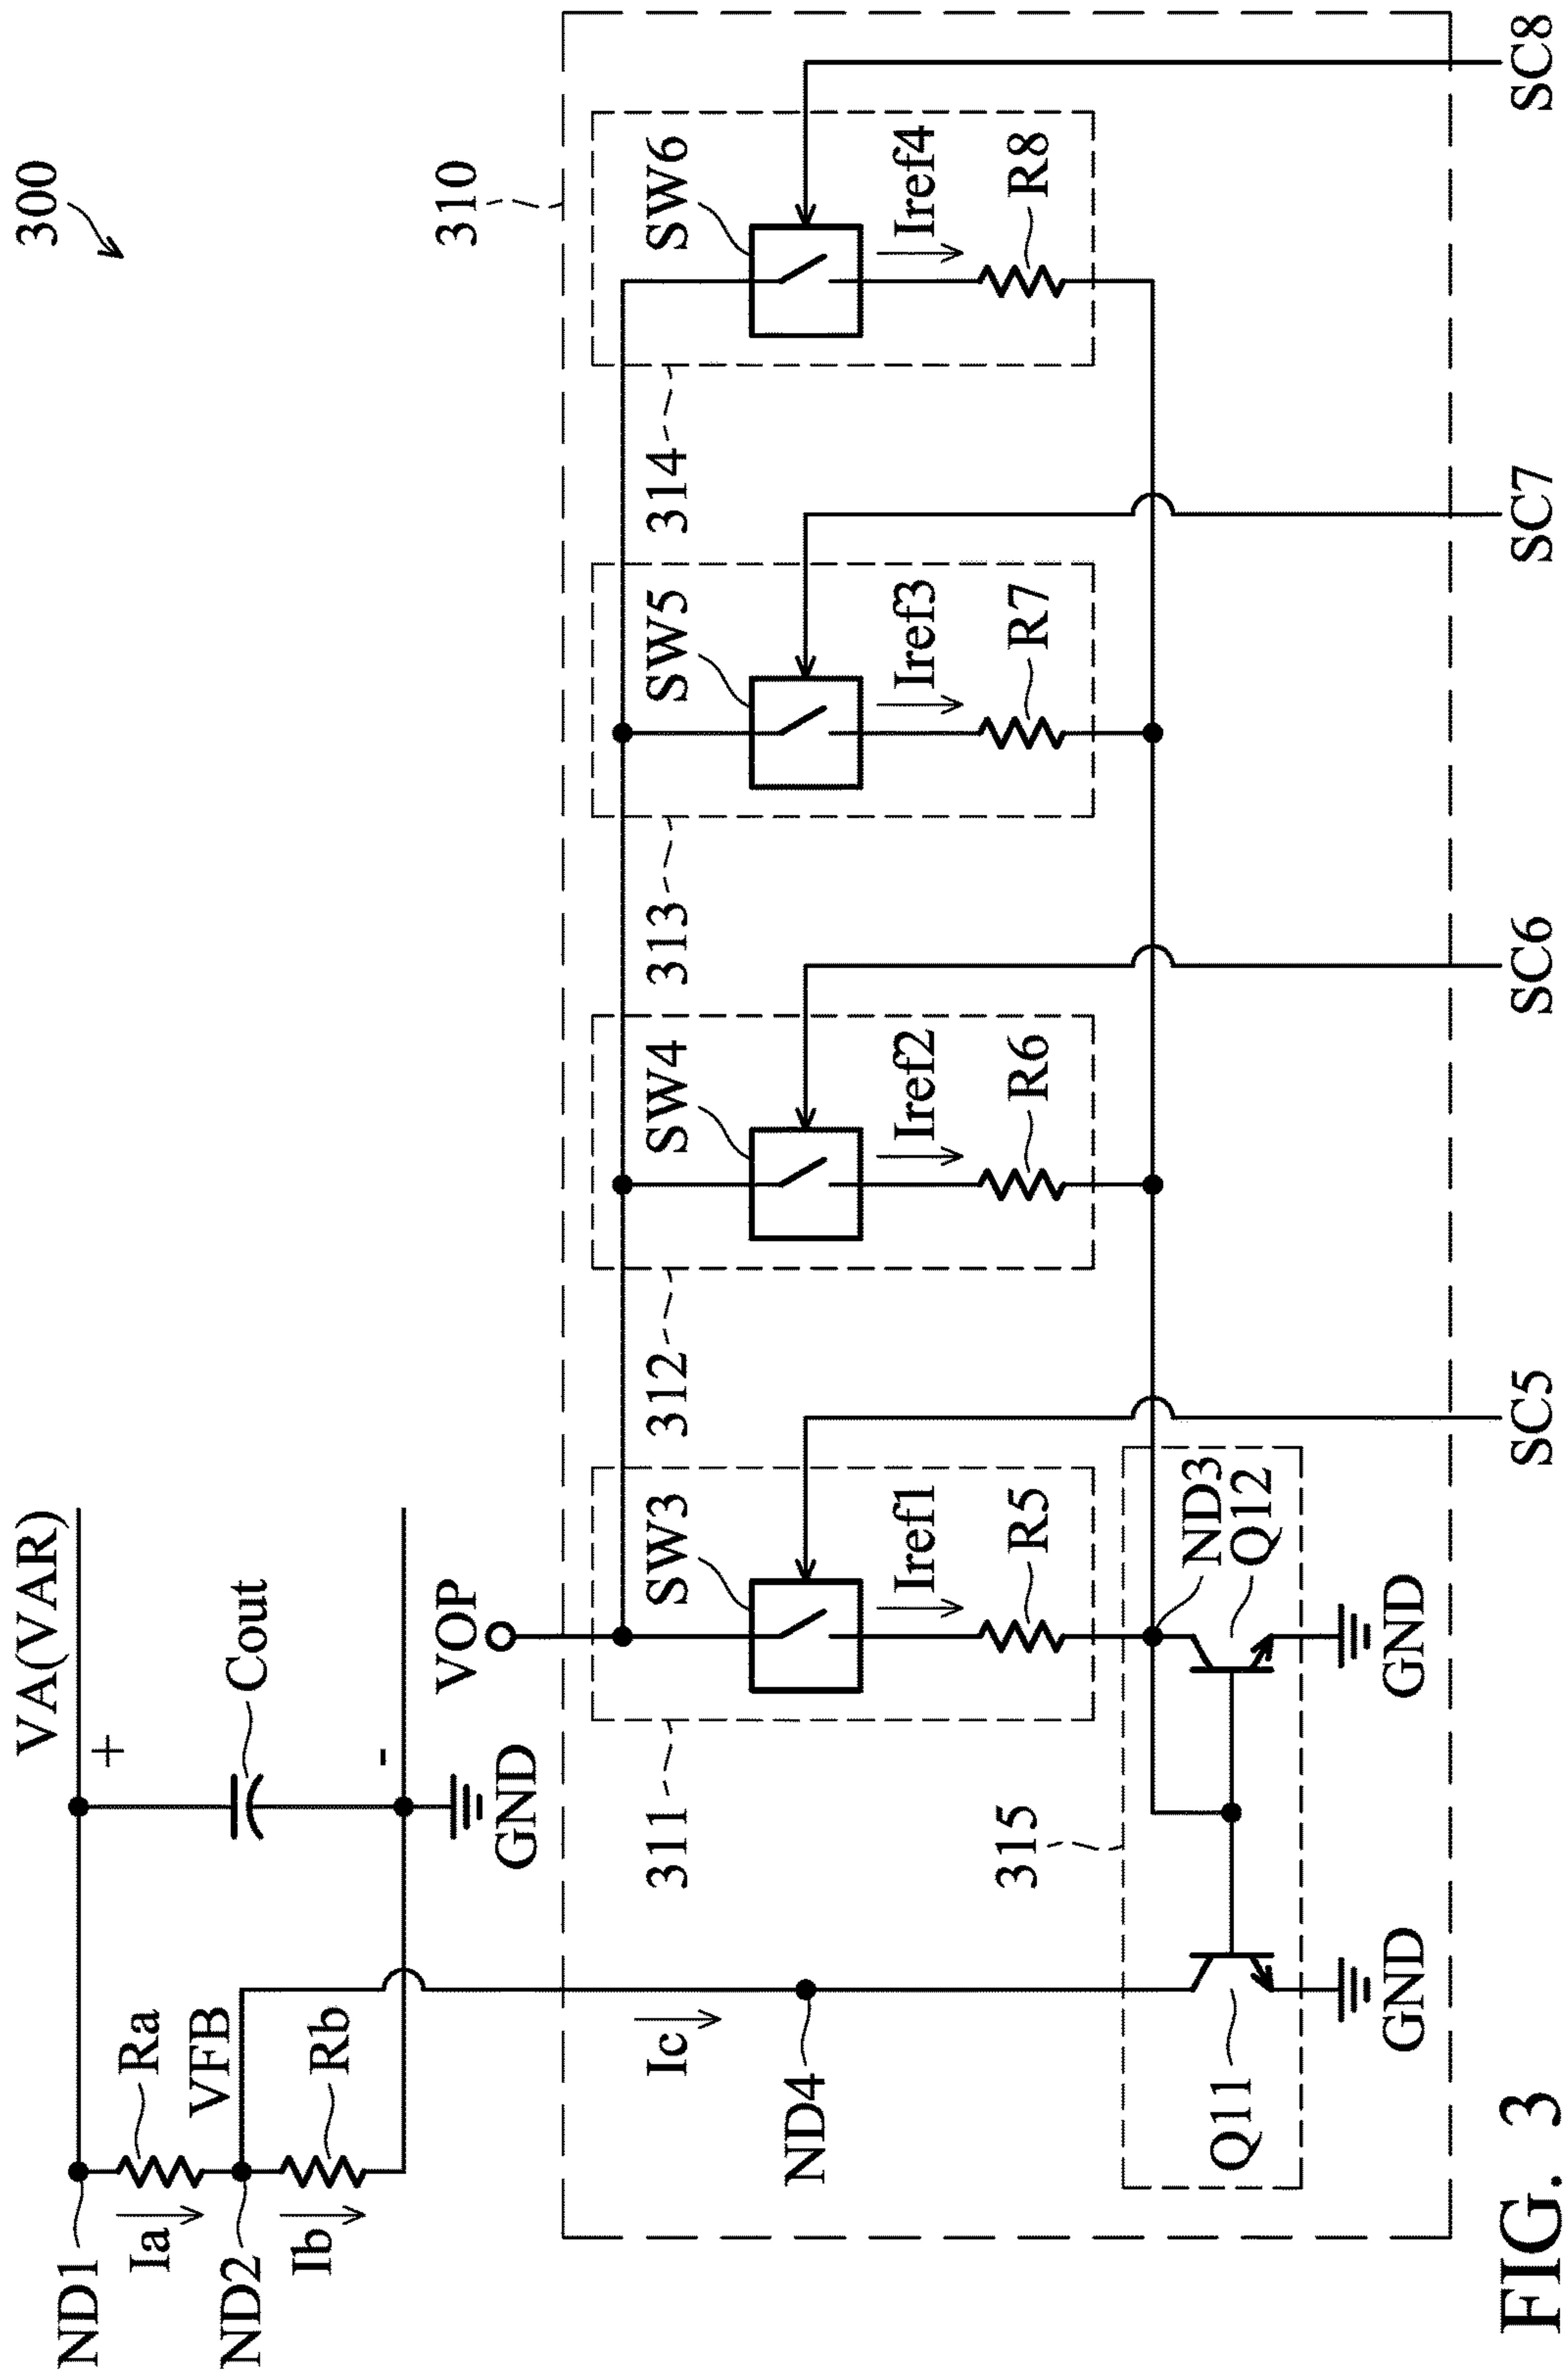 300
VA(VAR)
ND1
Ra
Ia
Cout
+
VFB
ND2
Rb
Ib
-
GND
VOP
310
311
SW3
312
SW4
313
SW5
314
SW6
Ic
Iref1
Iref2
Iref3
Iref4
ND4
R5
R6
R7
R8
315
ND3
Q11
Q12
GND
GND
SC5
SC6
SC7
SC8
FIG. 3